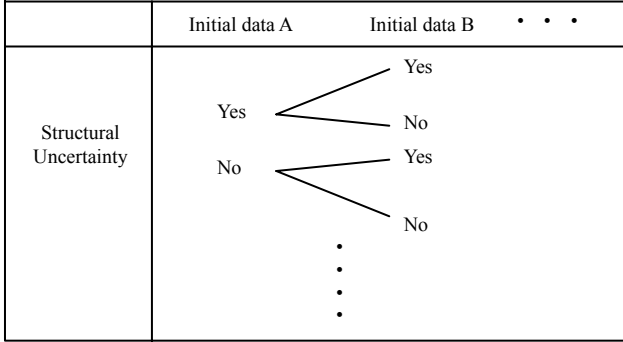 Initial data A Initial data B • • •
Structural
Uncertainty
Yes
Yes
No
No
Yes
No